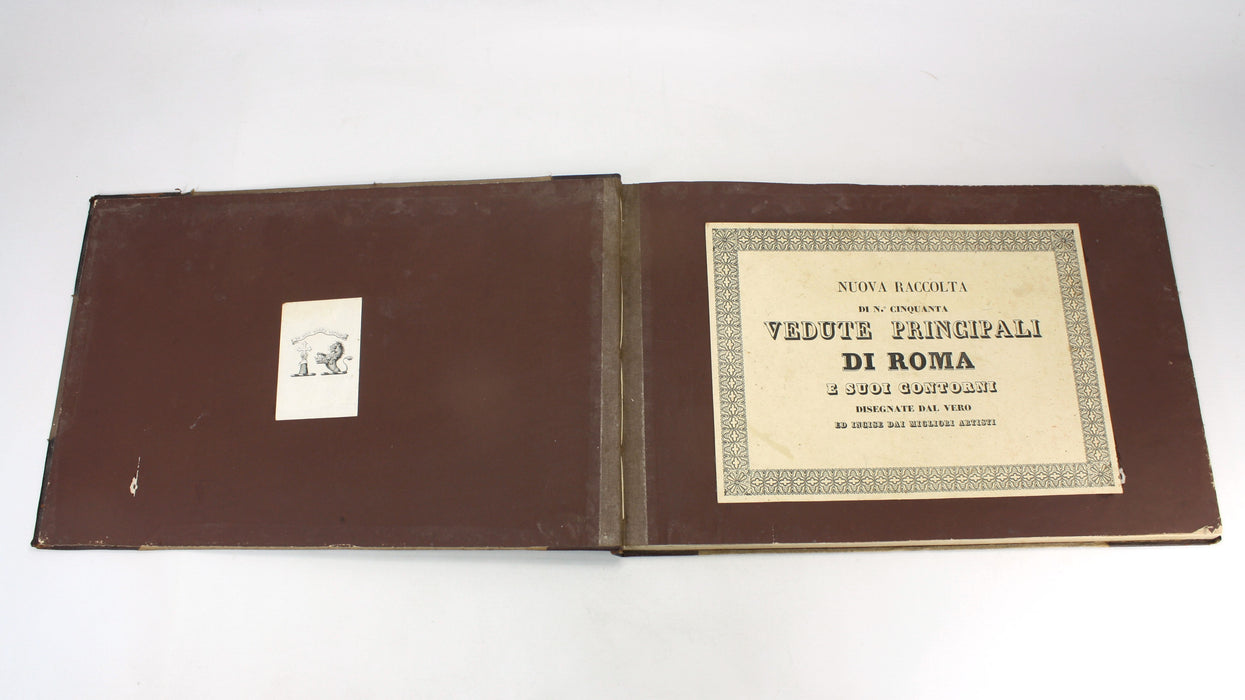 NUOVA RACCOLTA
DI N.º CINQUANTA
VEDUTE PRINCIPALI
DI ROMA
E SUOI CONTORNI
DISEGNATE DAL VERO
ED INCISE DAI MIGLIORI ARTISTI